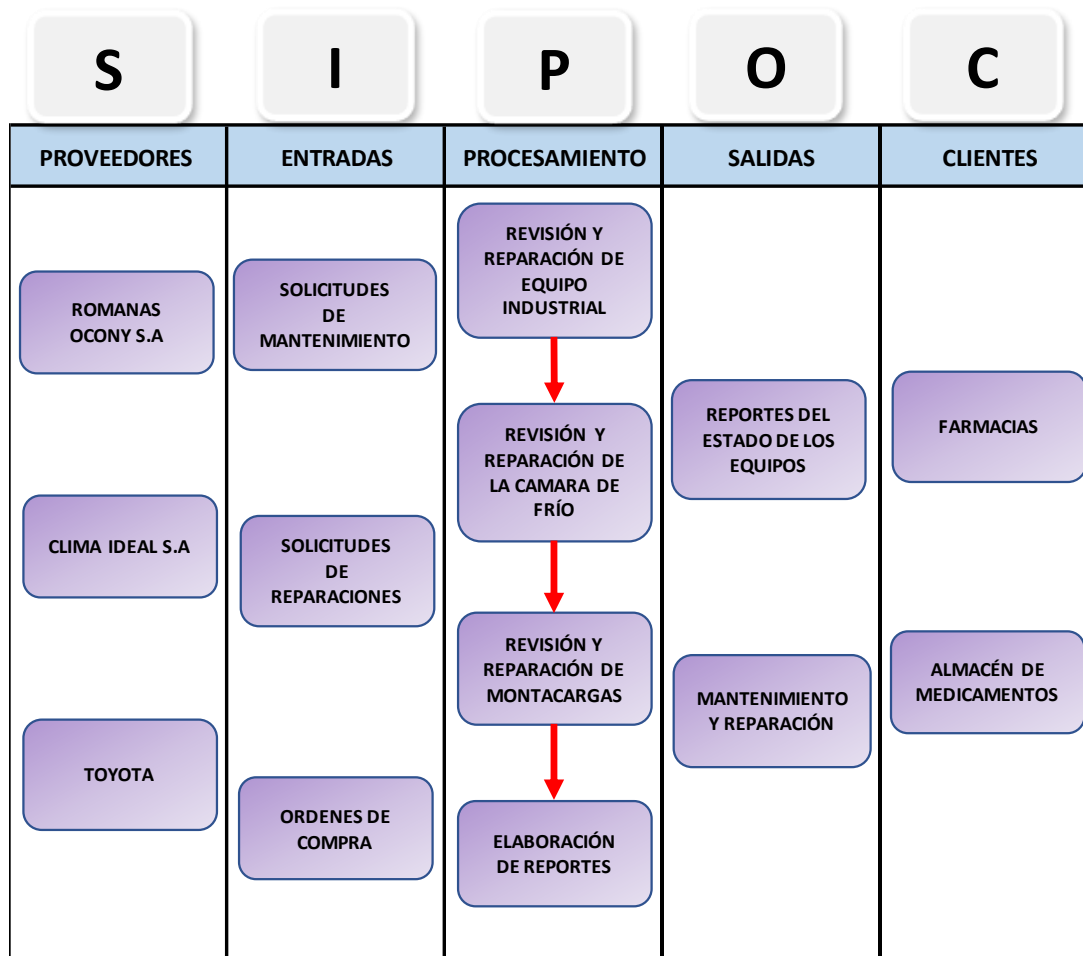 S
I
P
O
C
PROVEEDORES
ENTRADAS
PROCESAMIENTO
SALIDAS
CLIENTES
ROMANAS
OCONY S.A
CLIMA IDEAL S.A
TOYOTA
SOLICITUDES
DE
MANTENIMIENTO
SOLICITUDES
DE
REPARACIONES
ORDENES DE
COMPRA
REVISIÓN Y
REPARACIÓN DE
EQUIPO
INDUSTRIAL
REVISIÓN Y
REPARACIÓN DE
LA CAMARA DE
FRÍO
REVISIÓN Y
REPARACIÓN DE
MONTACARGAS
ELABORACIÓN
DE REPORTES
REPORTES DEL
ESTADO DE LOS
EQUIPOS
MANTENIMIENTO
Y REPARACIÓN
FARMACIAS
ALMACÉN DE
MEDICAMENTOS